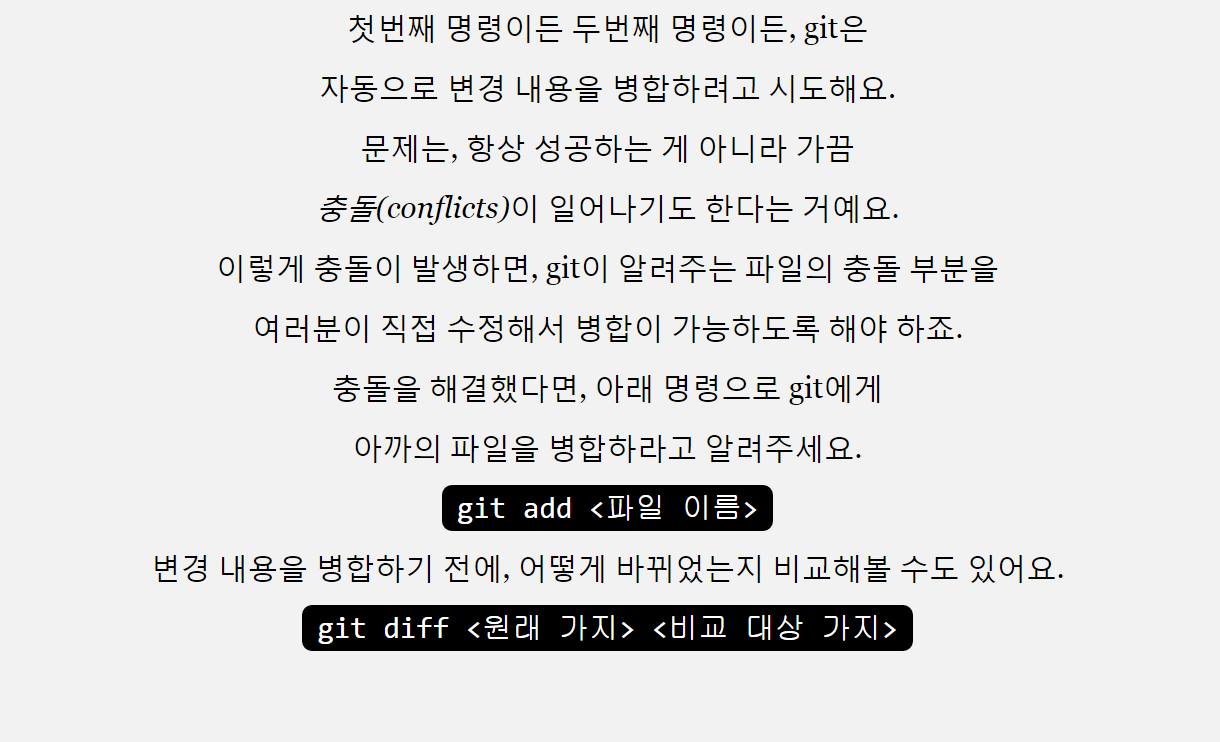 첫번째 명령이든 두번째 명령이든, git은
자동으로 변경 내용을 병합하려고 시도해요.
문제는, 항상 성공하는 게 아니라 가끔
충돌(conflicts)이 일어나기도 한다는 거예요.
이렇게 충돌이 발생하면, git이 알려주는 파일의 충돌 부분을
여러분이 직접 수정해서 병합이 가능하도록 해야 하죠.
충돌을 해결했다면, 아래 명령으로 git에게
아까의 파일을 병합하라고 알려주세요.
git add <파일 이름>
변경 내용을 병합하기 전에, 어떻게 바뀌었는지 비교해볼 수도 있어요.
git diff <원래 가지> <비교 대상 가지>